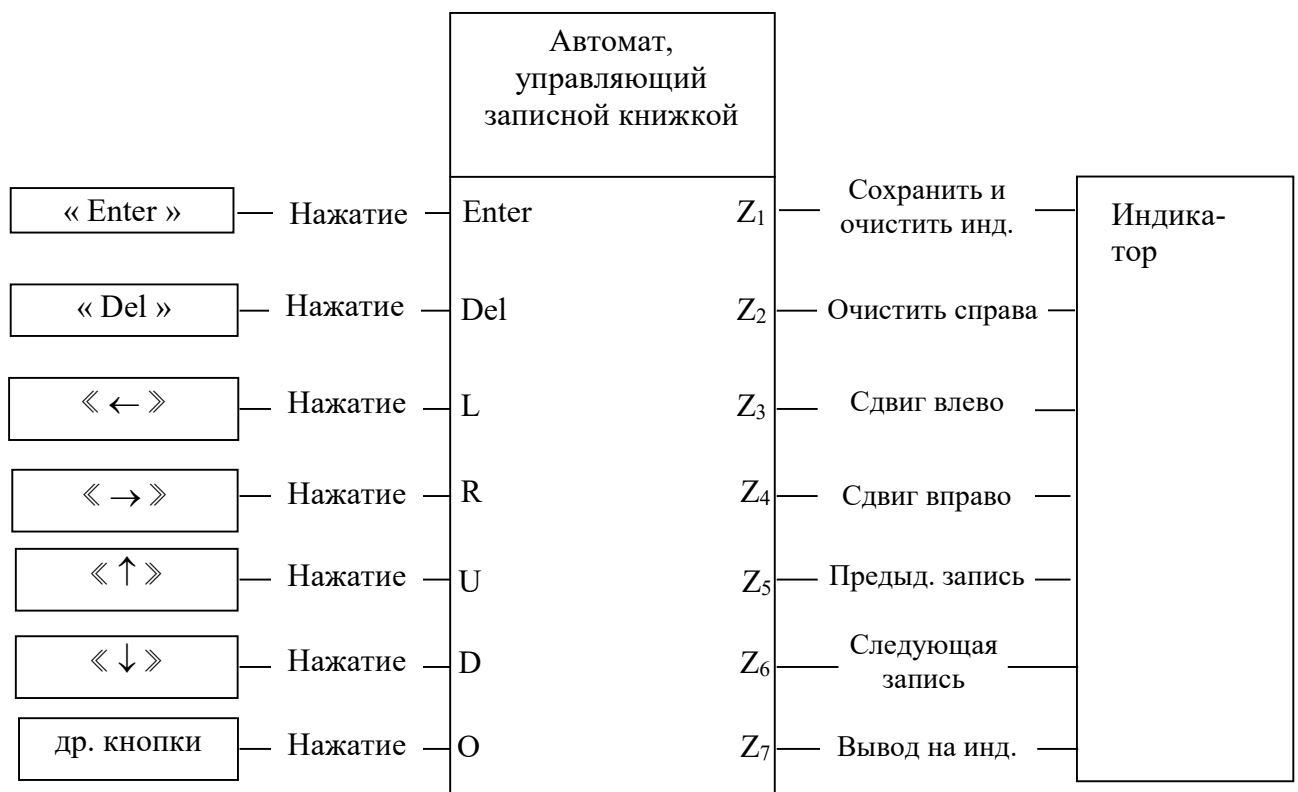 Автомат,
управляющий
записной книжкой
« Enter »
Нажатие
Enter
Z1
Сохранить и
очистить инд.
Индика-
тор
« Del »
Нажатие
Del
Z2
Очистить справа
« ← »
Нажатие
L
Z3
Сдвиг влево
« → »
Нажатие
R
Z4
Сдвиг вправо
« ↑ »
Нажатие
U
Z5
Предыд. запись
« ↓ »
Нажатие
D
Z6
Следующая
запись
др. кнопки
Нажатие
O
Z7
Вывод на инд.